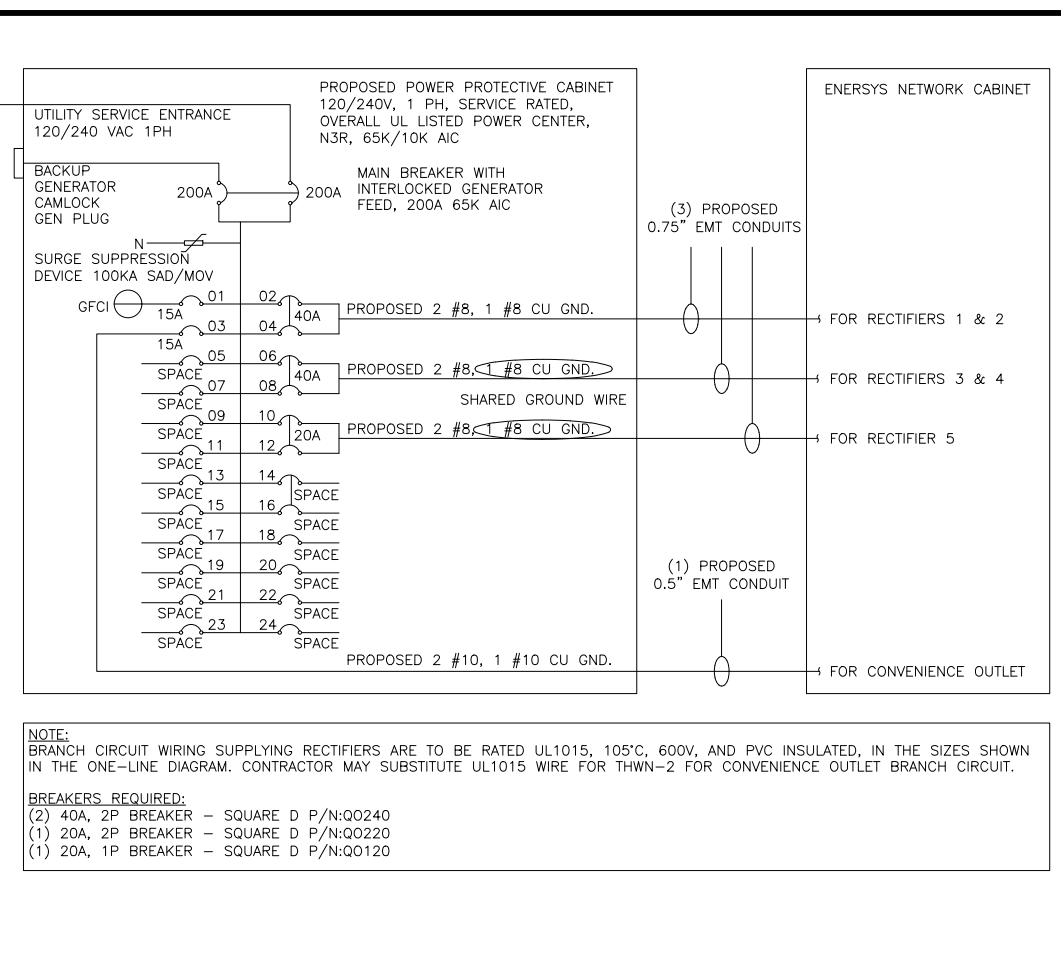 PROPOSED POWER PROTECTIVE CABINET
120/240V, 1 PH, SERVICE RATED,
OVERALL UL LISTED POWER CENTER,
N3R, 65K/10K AIC
ENERSYS NETWORK CABINET
UTILITY SERVICE ENTRANCE
120/240 VAC 1PH
BACKUP
GENERATOR
CAMLOCK
GEN PLUG
200A
200A
MAIN BREAKER WITH
INTERLOCKED GENERATOR
FEED, 200A 65K AIC
(3) PROPOSED
0.75" EMT CONDUITS
N
SURGE SUPPRESSION
DEVICE 100KA SAD/MOV
GFCI
15A
01
02
40A
PROPOSED 2 #8, 1 #8 CU GND.
FOR RECTIFIERS 1 & 2
15A
03
04
SPACE
05
06
40A
PROPOSED 2 #8, 1 #8 CU GND.
FOR RECTIFIERS 3 & 4
SPACE
07
08
SHARED GROUND WIRE
SPACE
09
10
20A
PROPOSED 2 #8, 1 #8 CU GND.
FOR RECTIFIER 5
SPACE
11
12
SPACE
13
14
SPACE
SPACE
15
16
SPACE
SPACE
17
18
SPACE
SPACE
19
20
SPACE
SPACE
21
22
SPACE
SPACE
23
24
SPACE
(1) PROPOSED
0.5" EMT CONDUIT
PROPOSED 2 #10, 1 #10 CU GND.
FOR CONVENIENCE OUTLET
NOTE:
BRANCH CIRCUIT WIRING SUPPLYING RECTIFIERS ARE TO BE RATED UL1015, 105°C, 600V, AND PVC INSULATED, IN THE SIZES SHOWN
IN THE ONE-LINE DIAGRAM. CONTRACTOR MAY SUBSTITUTE UL1015 WIRE FOR THWN-2 FOR CONVENIENCE OUTLET BRANCH CIRCUIT.
BREAKERS REQUIRED:
(2) 40A, 2P BREAKER - SQUARE D P/N:QO240
(1) 20A, 2P BREAKER - SQUARE D P/N:QO220
(1) 20A, 1P BREAKER - SQUARE D P/N:QO120